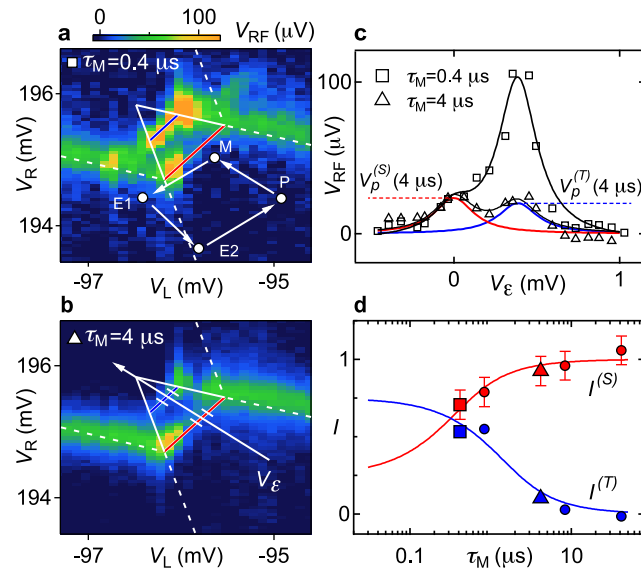 V_RF (μV)
0 100
a
τ_M=0.4 μs
V_R (mV)
196
194
M
P
E1
E2
-97 -95
V_L (mV)
b
τ_M=4 μs
V_R (mV)
196
194
V_ε
-97 -95
V_L (mV)
c
τ_M=0.4 μs
τ_M=4 μs
V_RF (μV)
100
0
V_p^(S) (4 μs)
V_p^(T) (4 μs)
0 1
V_ε (mV)
d
I
1
0
I^(S)
I^(T)
0.1 10
τ_M (μs)